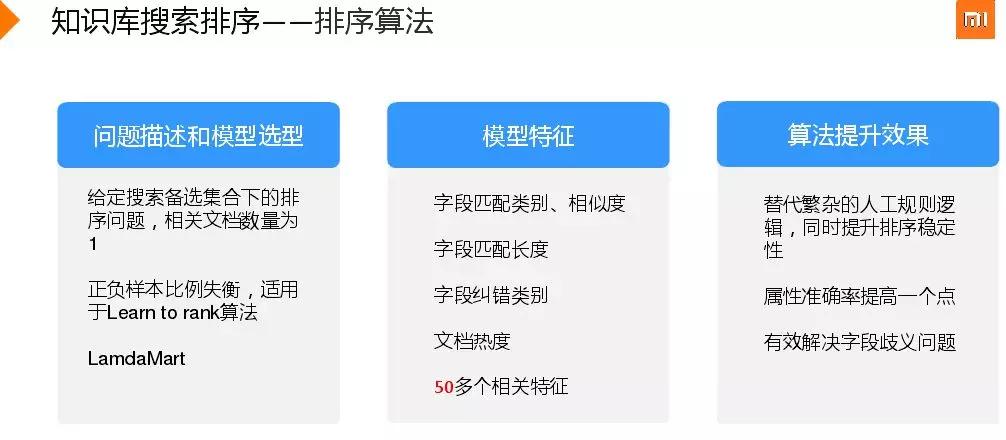 知识库搜索排序——排序算法
mi
问题描述和模型选型
给定搜索备选集合下的排
序问题，相关文档数量为
1
正负样本比例失衡，适用
于Learn to rank算法
LamdaMart
模型特征
字段匹配类别、相似度
字段匹配长度
字段纠错类别
文档热度
50多个相关特征
算法提升效果
替代繁杂的人工规则逻
辑，同时提升排序稳定
性
属性准确率提高一个点
有效解决字段歧义问题